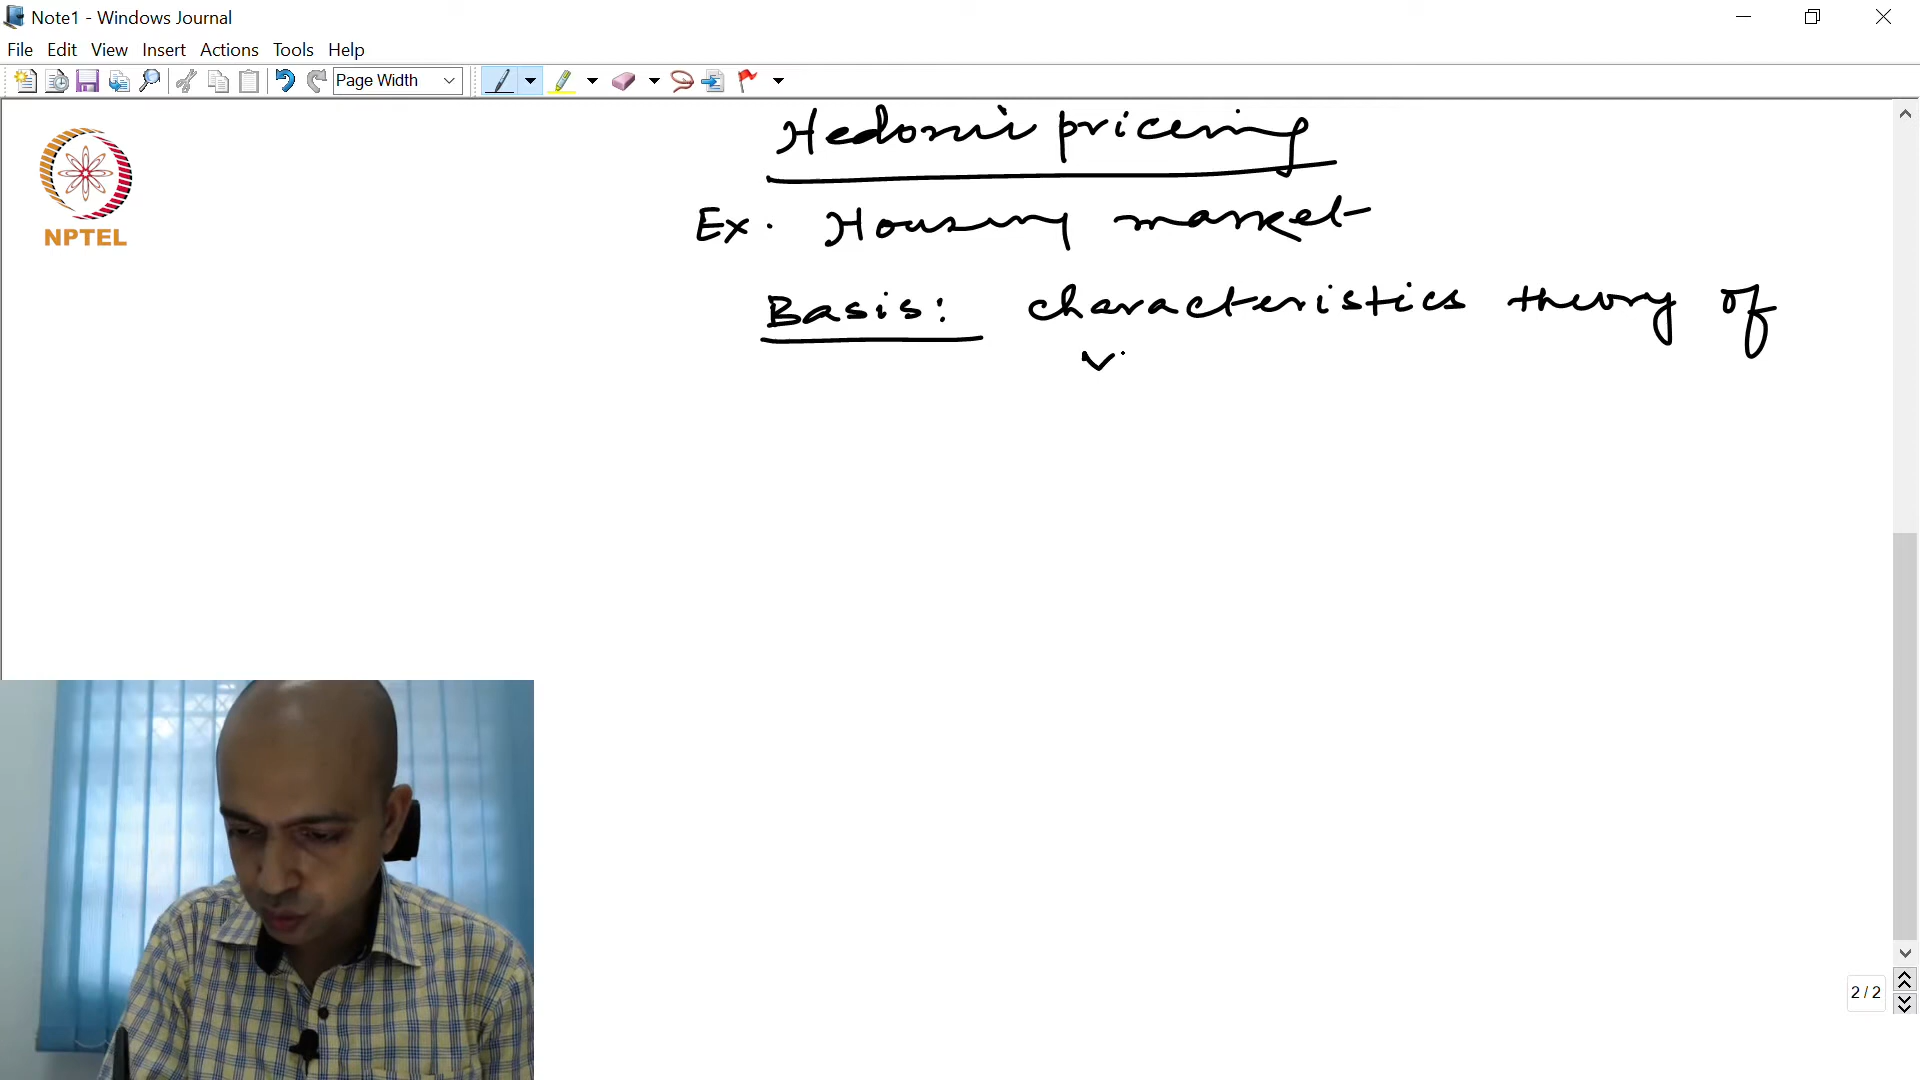 Note1 - Windows Journal
File Edit View Insert Actions Tools Help
Page Width
Hedonic pricening
NPTEL
Ex. Housing market
Basis: characteristics theory of
v
2 / 2